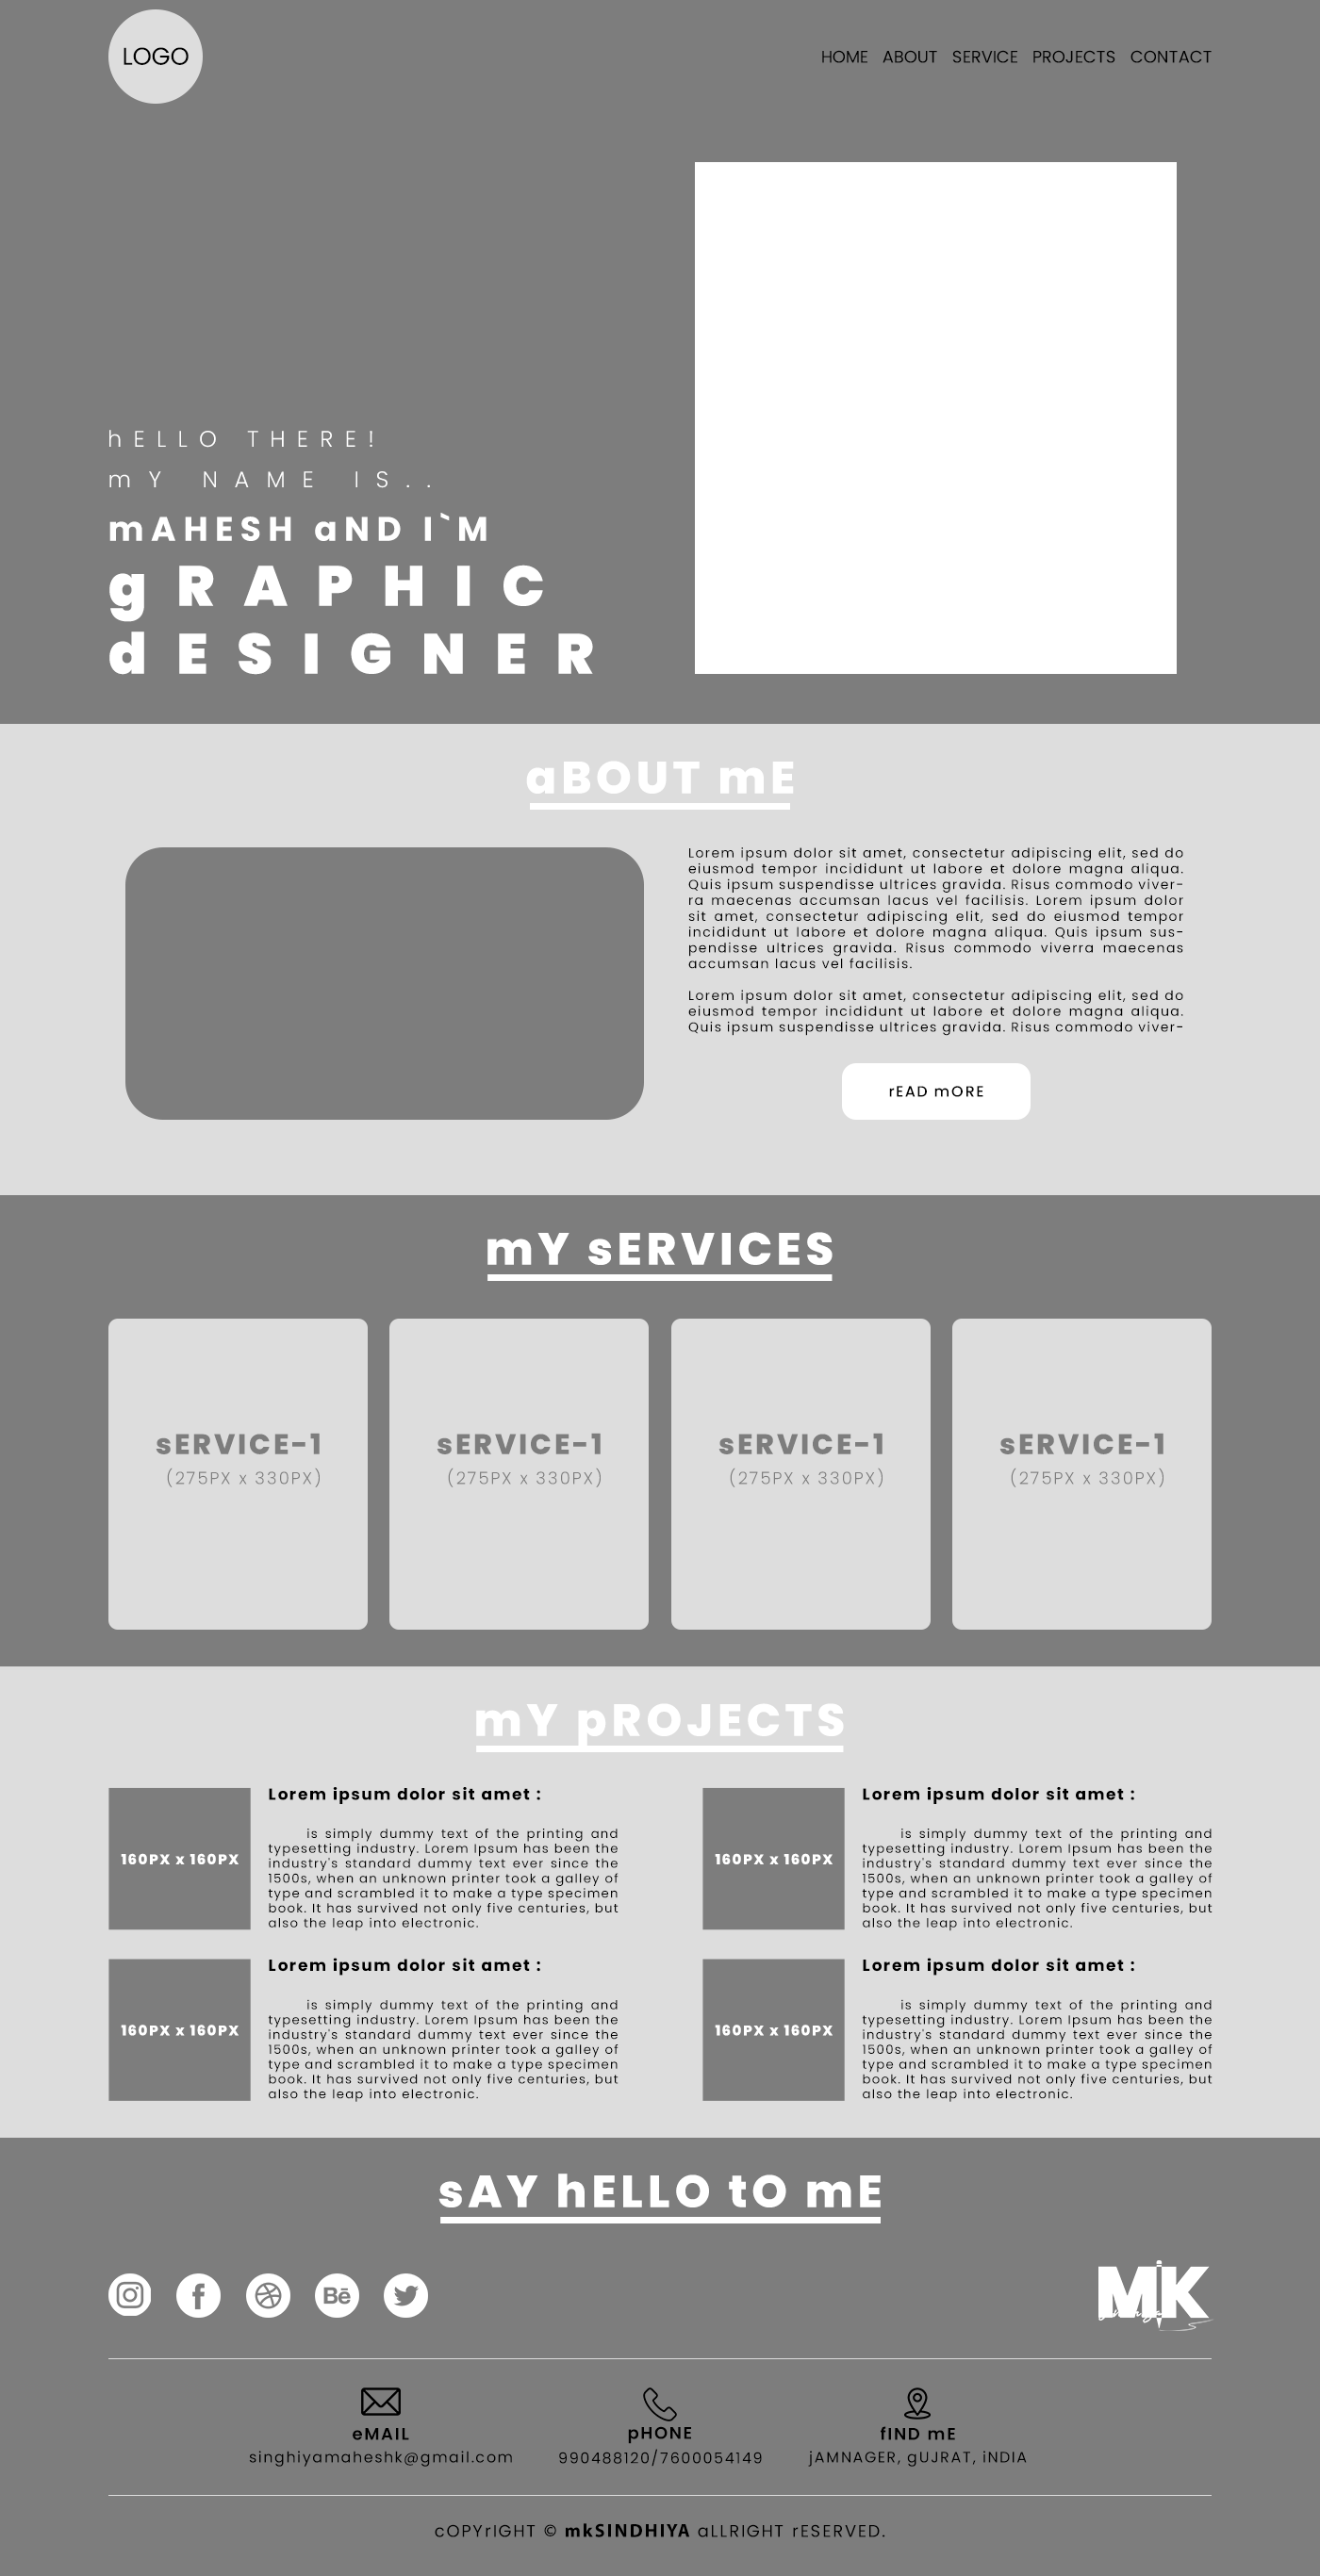 LOGO
HOME ABOUT SERVICE PROJECTS CONTACT
hELLO THERE!
mY NAME IS..
mAHESH aND I`M
gRAPHIC
dESIGNER
aBOUT mE
Lorem ipsum dolor sit amet, consectetur adipiscing elit, sed do
eiusmod tempor incididunt ut labore et dolore magna aliqua.
Quis ipsum suspendisse ultrices gravida. Risus commodo viver-
ra maecenas accumsan lacus vel facilisis. Lorem ipsum dolor
sit amet, consectetur adipiscing elit, sed do eiusmod tempor
incididunt ut labore et dolore magna aliqua. Quis ipsum sus-
pendisse ultrices gravida. Risus commodo viverra maecenas
accumsan lacus vel facilisis.
Lorem ipsum dolor sit amet, consectetur adipiscing elit, sed do
eiusmod tempor incididunt ut labore et dolore magna aliqua.
Quis ipsum suspendisse ultrices gravida. Risus commodo viver-
rEAD mORE
mY sERVICES
sERVICE-1
(275PX x 330PX)
sERVICE-1
(275PX x 330PX)
sERVICE-1
(275PX x 330PX)
sERVICE-1
(275PX x 330PX)
mY pROJECTS
160PX x 160PX
Lorem ipsum dolor sit amet :
is simply dummy text of the printing and
typesetting industry. Lorem Ipsum has been the
industry's standard dummy text ever since the
1500s, when an unknown printer took a galley of
type and scrambled it to make a type specimen
book. It has survived not only five centuries, but
also the leap into electronic.
160PX x 160PX
Lorem ipsum dolor sit amet :
is simply dummy text of the printing and
typesetting industry. Lorem Ipsum has been the
industry's standard dummy text ever since the
1500s, when an unknown printer took a galley of
type and scrambled it to make a type specimen
book. It has survived not only five centuries, but
also the leap into electronic.
160PX x 160PX
Lorem ipsum dolor sit amet :
is simply dummy text of the printing and
typesetting industry. Lorem Ipsum has been the
industry's standard dummy text ever since the
1500s, when an unknown printer took a galley of
type and scrambled it to make a type specimen
book. It has survived not only five centuries, but
also the leap into electronic.
160PX x 160PX
Lorem ipsum dolor sit amet :
is simply dummy text of the printing and
typesetting industry. Lorem Ipsum has been the
industry's standard dummy text ever since the
1500s, when an unknown printer took a galley of
type and scrambled it to make a type specimen
book. It has survived not only five centuries, but
also the leap into electronic.
sAY hELLO tO mE
Bē
MK
eMAIL
singhiyamaheshk@gmail.com
pHONE
990488120/7600054149
fIND mE
jAMNAGER, gUJRAT, iNDIA
cOPYrIGHT © mkSINDHIYA aLLRIGHT rESERVED.